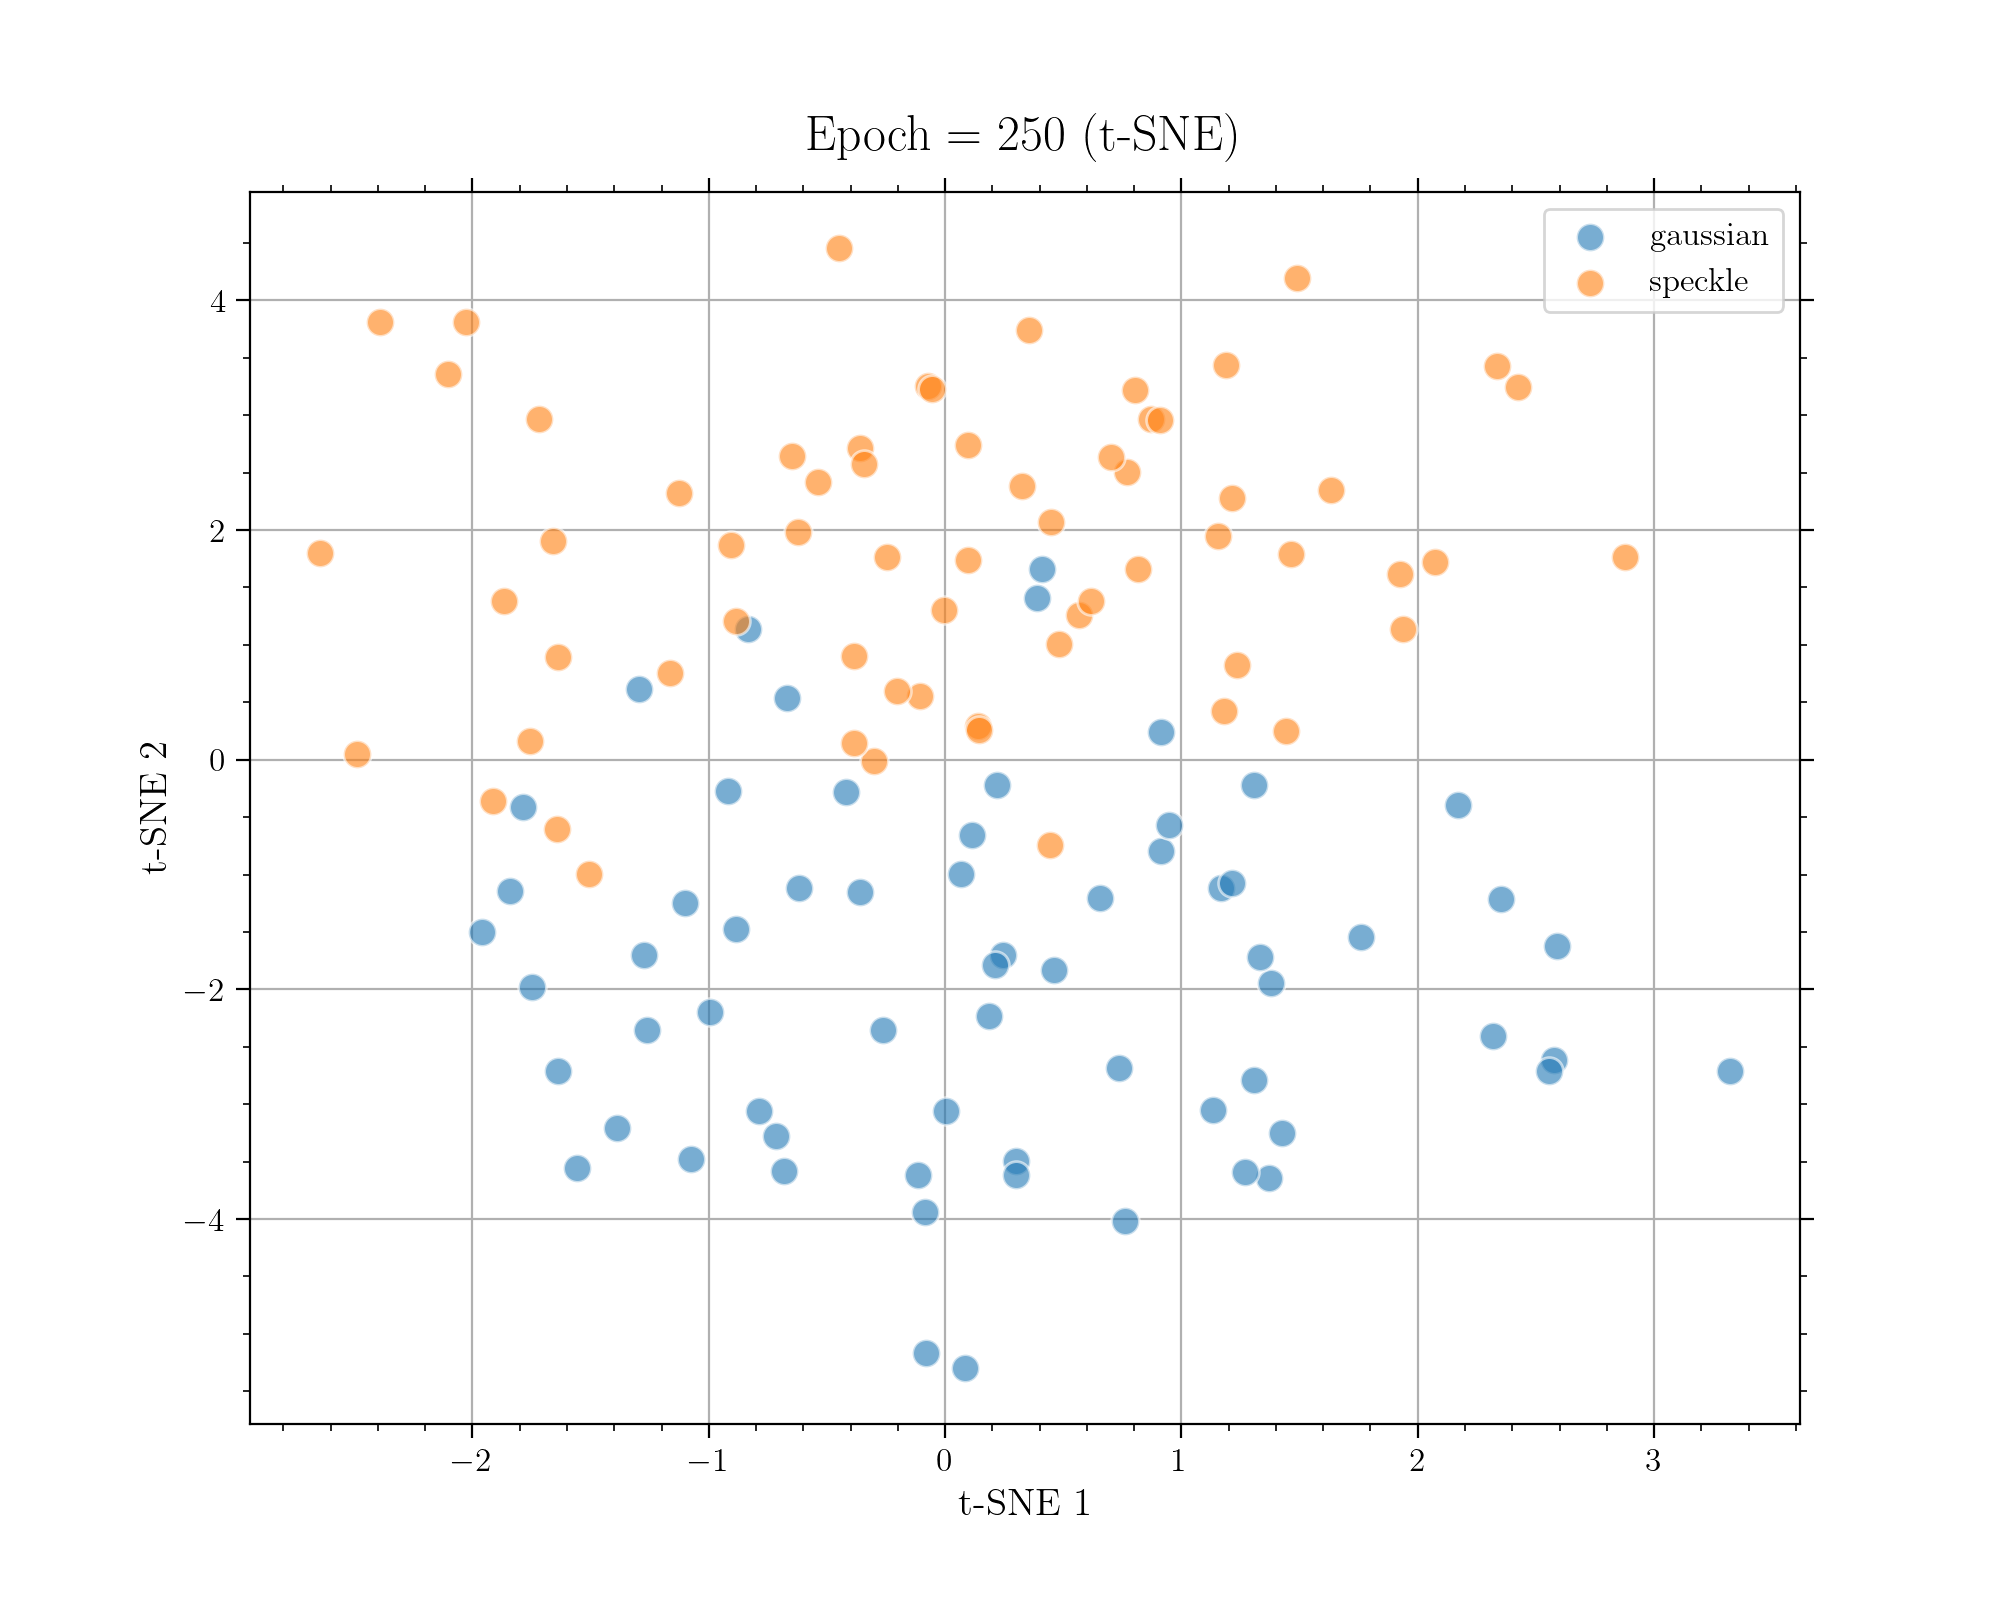 Epoch = 250 (t-SNE)
gaussian
speckle
4
2
0
−2
−4
t-SNE 2
−2 −1 0 1 2 3
t-SNE 1